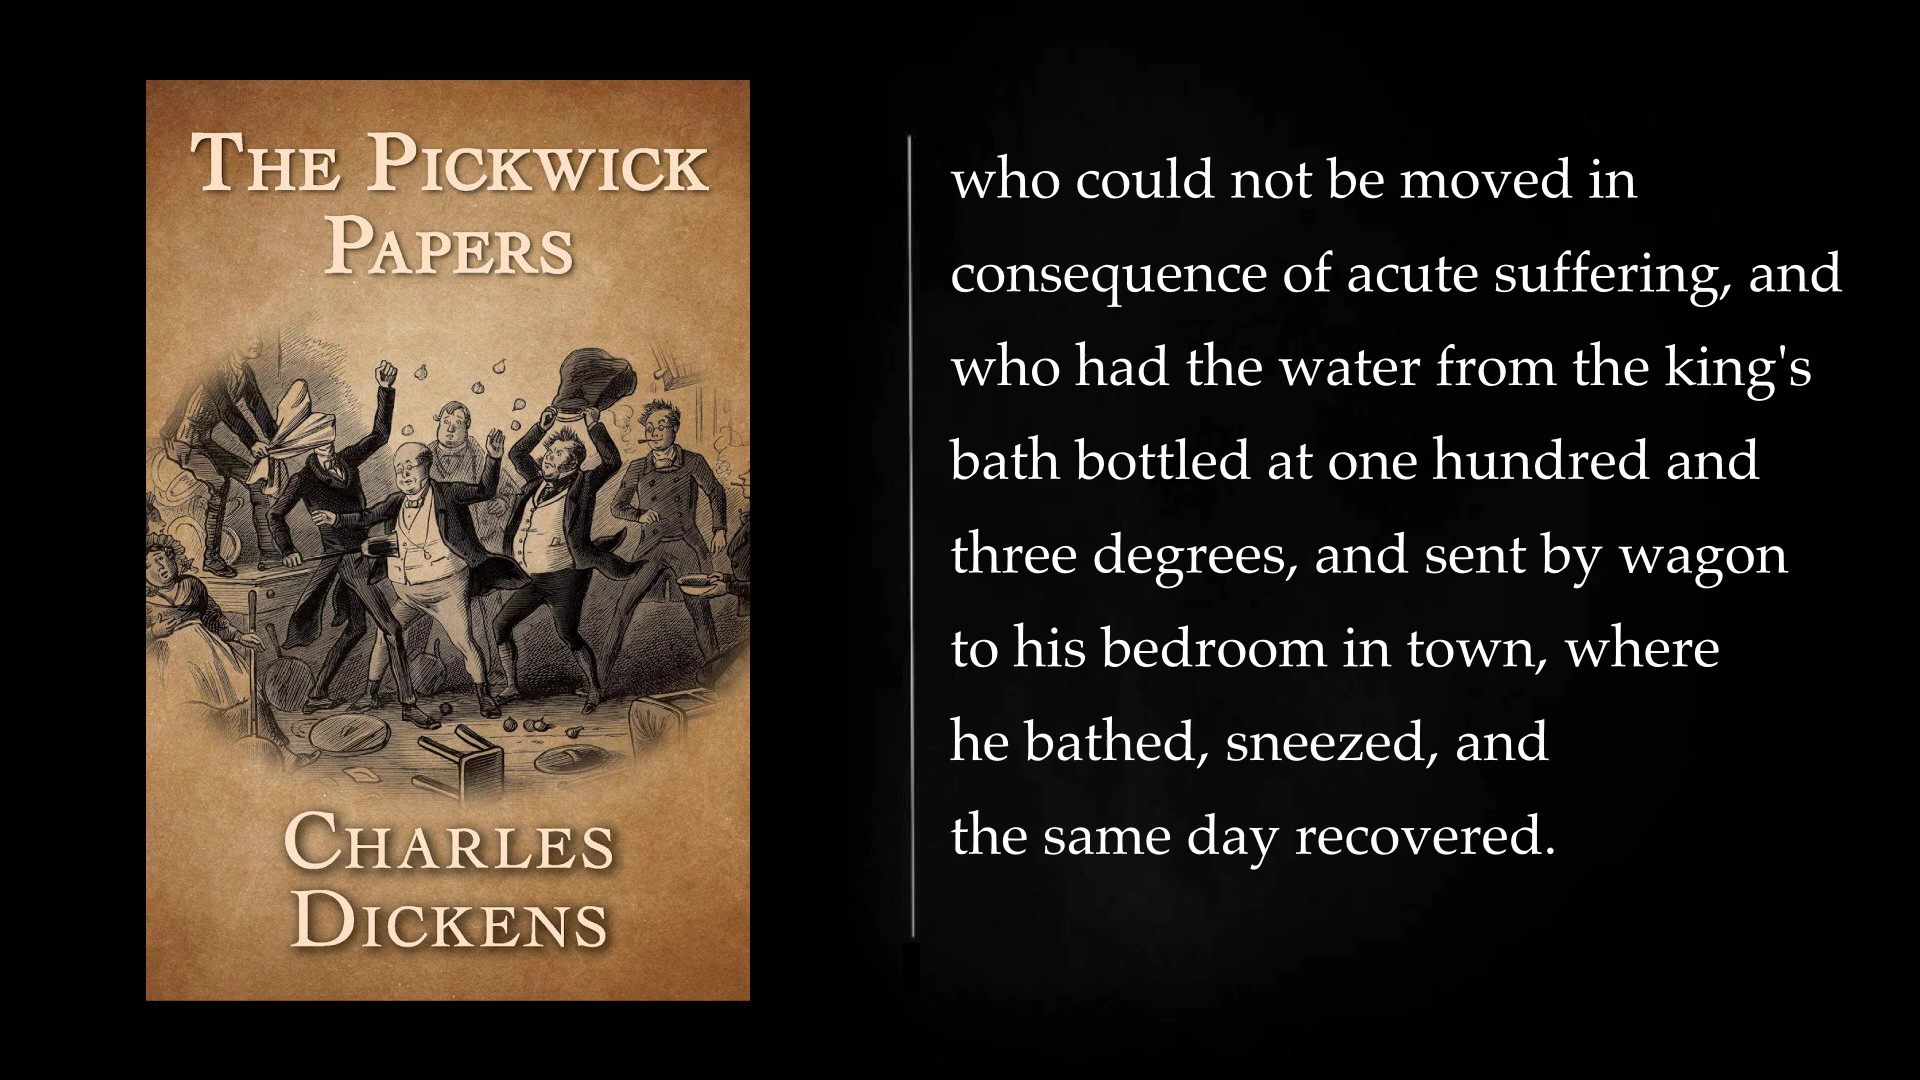 The Pickwick
Papers
Charles
Dickens
who could not be moved in
consequence of acute suffering, and
who had the water from the king's
bath bottled at one hundred and
three degrees, and sent by wagon
to his bedroom in town, where
he bathed, sneezed, and
the same day recovered.